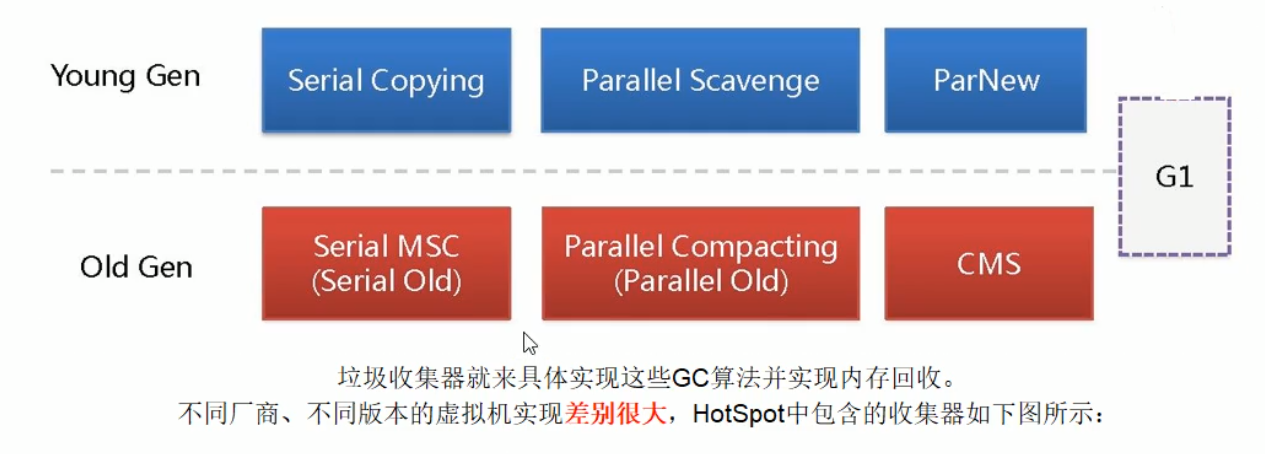 Young Gen
Serial Copying
Parallel Scavenge
ParNew
G1
Old Gen
Serial MSC
(Serial Old)
Parallel Compacting
(Parallel Old)
CMS
垃圾收集器就来具体实现这些GC算法并实现内存回收。
不同厂商、不同版本的虚拟机实现差别很大，HotSpot中包含的收集器如下图所示：